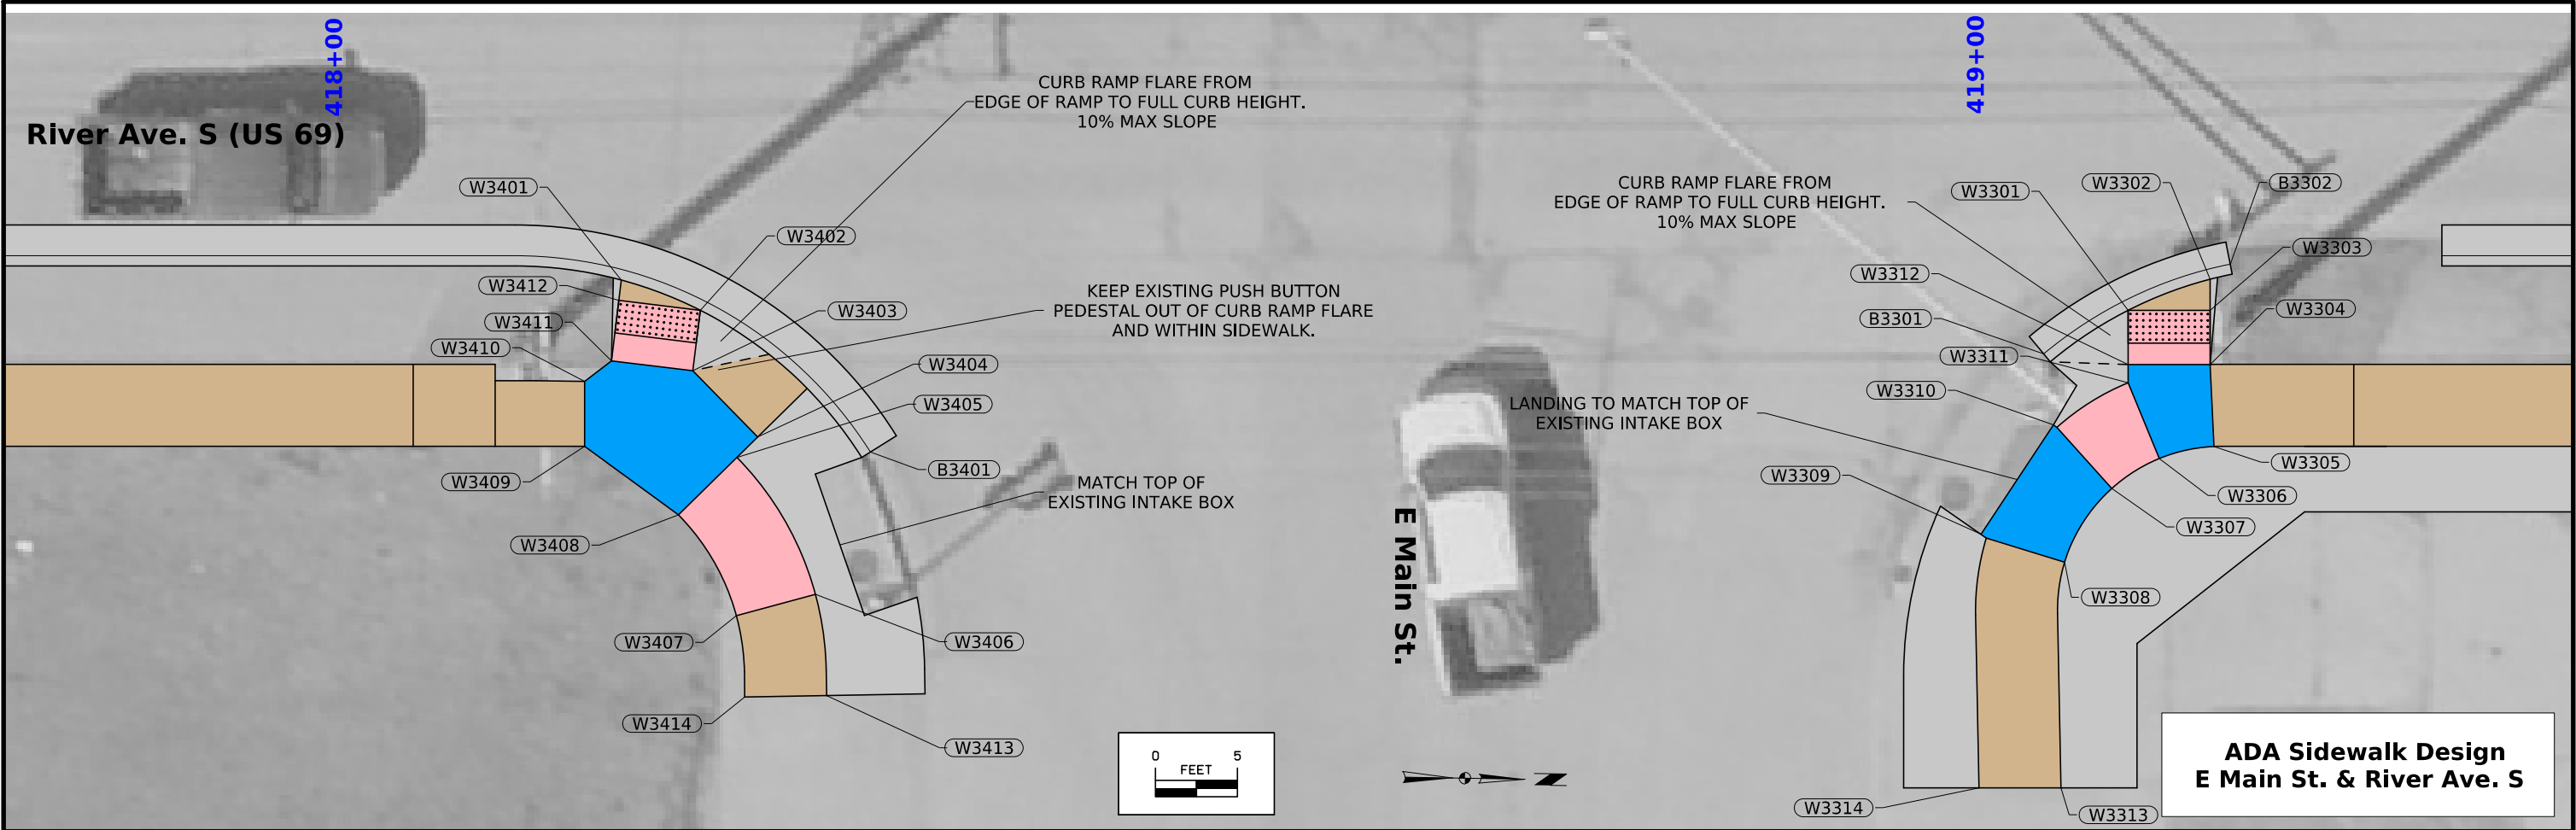 418+00
419+00
River Ave. S (US 69)
CURB RAMP FLARE FROM
EDGE OF RAMP TO FULL CURB HEIGHT.
10% MAX SLOPE
W3401
W3402
W3412
W3411
W3410
W3403
KEEP EXISTING PUSH BUTTON
PEDESTAL OUT OF CURB RAMP FLARE
AND WITHIN SIDEWALK.
W3404
W3405
B3401
W3409
MATCH TOP OF
EXISTING INTAKE BOX
W3408
W3407
W3406
W3414
W3413
CURB RAMP FLARE FROM
EDGE OF RAMP TO FULL CURB HEIGHT.
10% MAX SLOPE
W3301
W3302
B3302
W3303
W3312
W3304
B3301
W3311
W3310
LANDING TO MATCH TOP OF
EXISTING INTAKE BOX
W3309
W3305
W3306
W3307
W3308
W3314
W3313
E Main St.
0 5
FEET
Z
ADA Sidewalk Design
E Main St. & River Ave. S